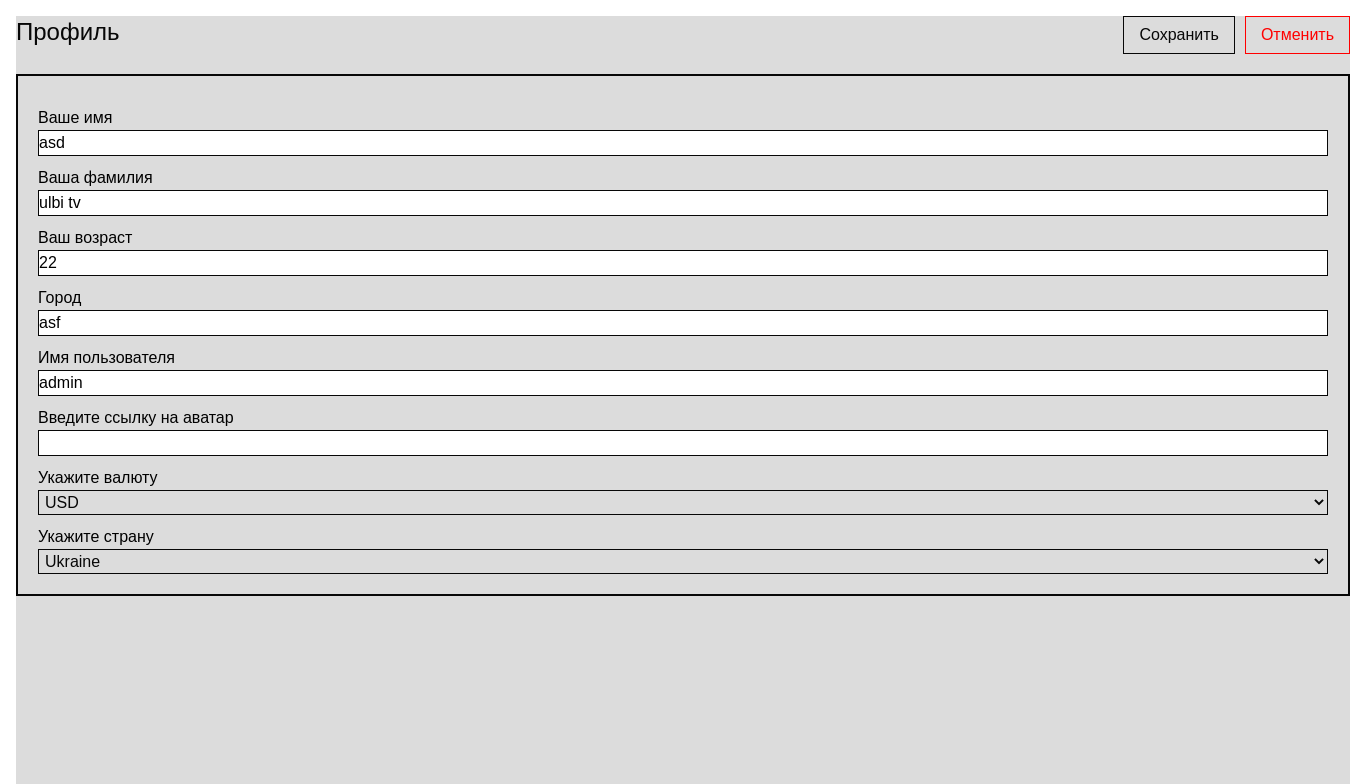 Профиль
Сохранить
Отменить
Ваше имя
asd
Ваша фамилия
ulbi tv
Ваш возраст
22
Город
asf
Имя пользователя
admin
Введите ссылку на аватар
Укажите валюту
USD
Укажите страну
Ukraine